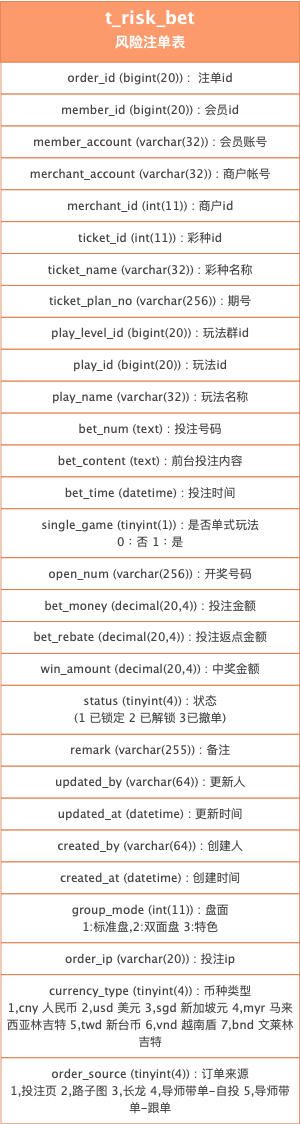 t_risk_bet
风险注单表
order_id (bigint(20)) :  注单id
member_id (bigint(20)) : 会员id
member_account (varchar(32)) : 会员账号
merchant_account (varchar(32)) : 商户帐号
merchant_id (int(11)) : 商户id
ticket_id (int(11)) : 彩种id
ticket_name (varchar(32)) : 彩种名称
ticket_plan_no (varchar(256)) : 期号
play_level_id (bigint(20)) : 玩法群id
play_id (bigint(20)) : 玩法id
play_name (varchar(32)) : 玩法名称
bet_num (text) : 投注号码
bet_content (text) : 前台投注内容
bet_time (datetime) : 投注时间
single_game (tinyint(1)) : 是否单式玩法
0：否 1：是
open_num (varchar(256)) : 开奖号码
bet_money (decimal(20,4)) : 投注金额
bet_rebate (decimal(20,4)) : 投注返点金额
win_amount (decimal(20,4)) : 中奖金额
status (tinyint(4)) : 状态
(1 已锁定 2 已解锁 3已撤单)
remark (varchar(255)) : 备注
updated_by (varchar(64)) : 更新人
updated_at (datetime) : 更新时间
created_by (varchar(64)) : 创建人
created_at (datetime) : 创建时间
group_mode (int(11)) : 盘面
1:标准盘,2:双面盘 3:特色
order_ip (varchar(20)) : 投注ip
currency_type (tinyint(4)) : 币种类型
1,cny 人民币 2,usd 美元 3,sgd 新加坡元 4,myr 马来
西亚林吉特 5,twd 新台币 6,vnd 越南盾 7,bnd 文莱林
吉特
order_source (tinyint(4)) : 订单来源
1,投注页 2,路子图 3,长龙 4,导师带单-自投 5,导师带
单-跟单